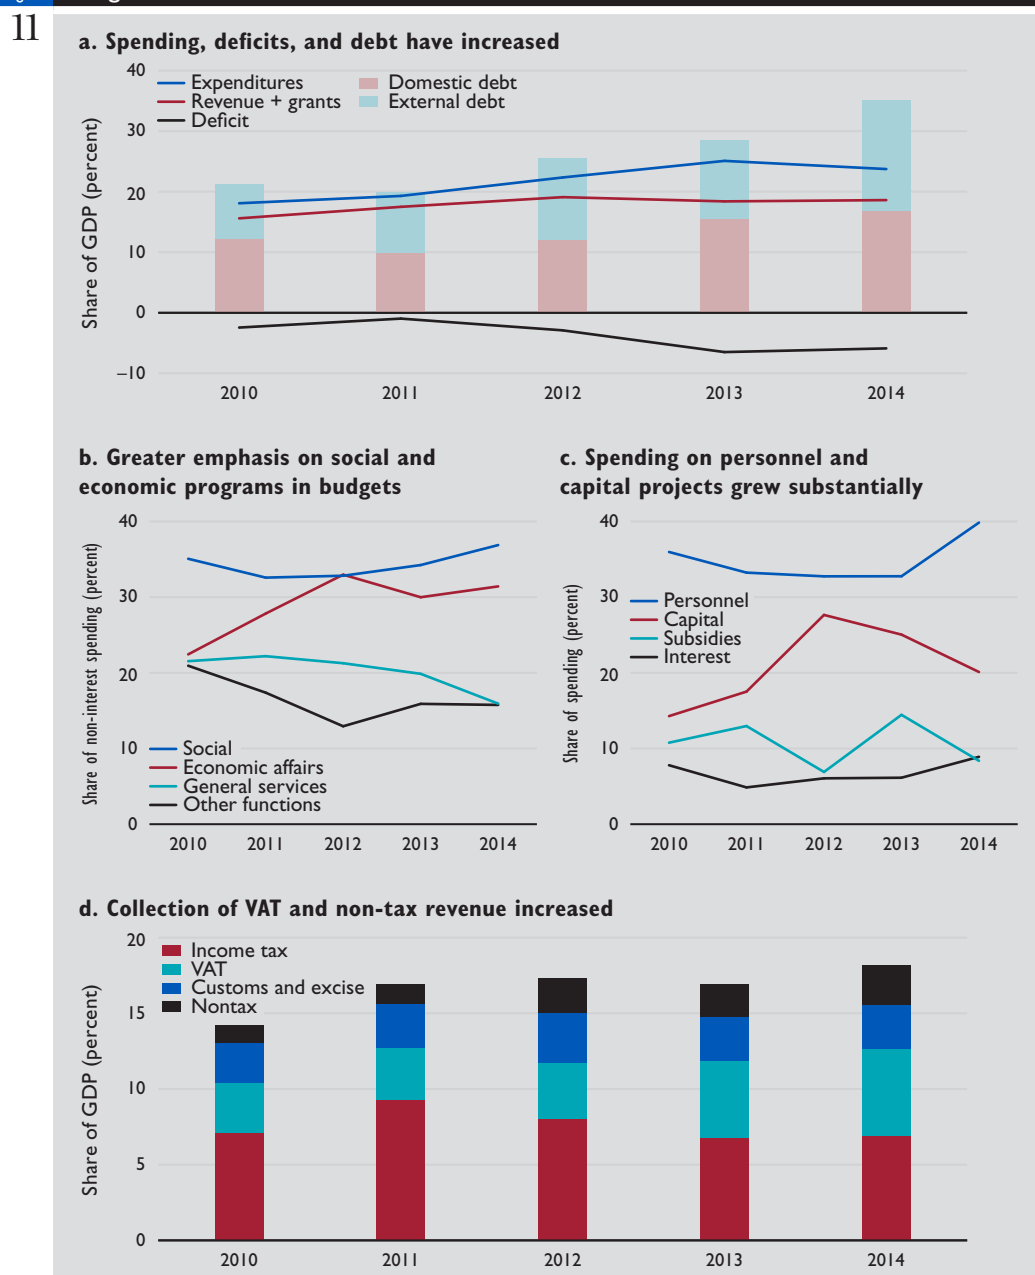 11
a. Spending, deficits, and debt have increased
40
30
20
10
0
–10
Share of GDP (percent)
Expenditures
Revenue + grants
Deficit
Domestic debt
External debt
2010 2011 2012 2013 2014
b. Greater emphasis on social and
economic programs in budgets
40
30
20
10
0
Share of non-interest spending (percent)
Social
Economic affairs
General services
Other functions
2010 2011 2012 2013 2014
c. Spending on personnel and
capital projects grew substantially
40
30
20
10
0
Share of spending (percent)
Personnel
Capital
Subsidies
Interest
2010 2011 2012 2013 2014
d. Collection of VAT and non-tax revenue increased
20
15
10
5
0
Share of GDP (percent)
Income tax
VAT
Customs and excise
Nontax
2010 2011 2012 2013 2014